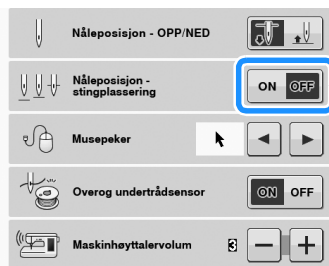 Nåleposisjon - OPP/NED
Nåleposisjon -
stingplassering
ON OFF
Musepeker
Overog undertrådsensor
ON OFF
Maskinhøyttalervolum
3